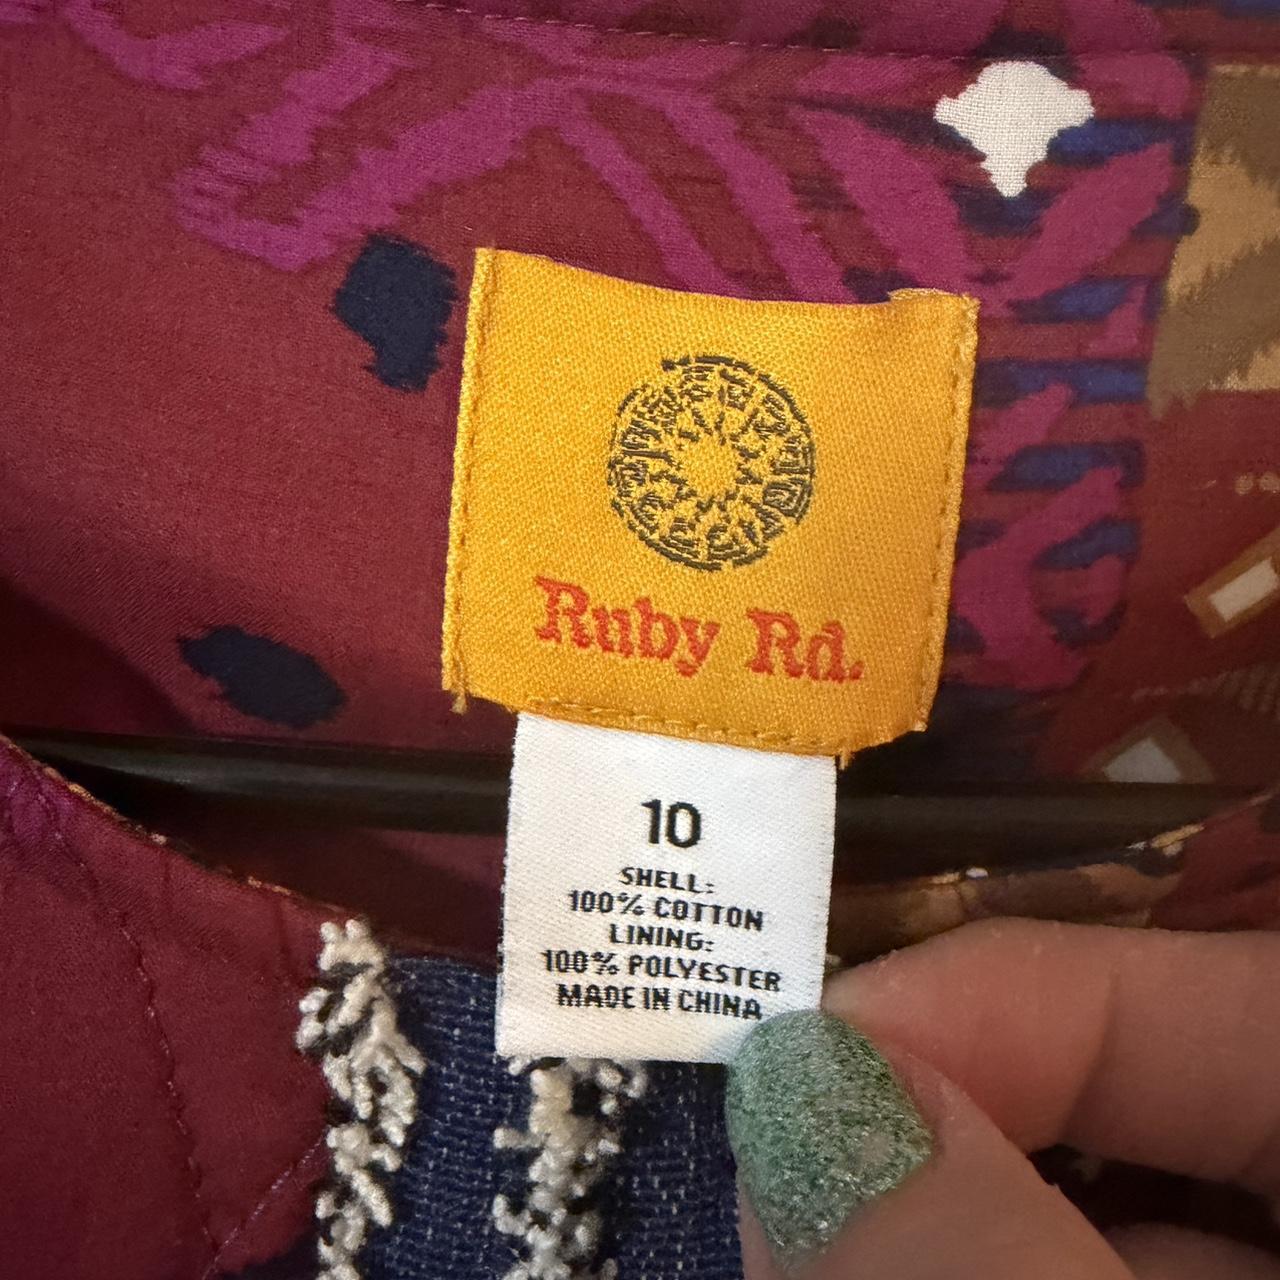 Ruby Rd.
10
SHELL:
100% COTTON
LINING:
100% POLYESTER
MADE IN CHINA